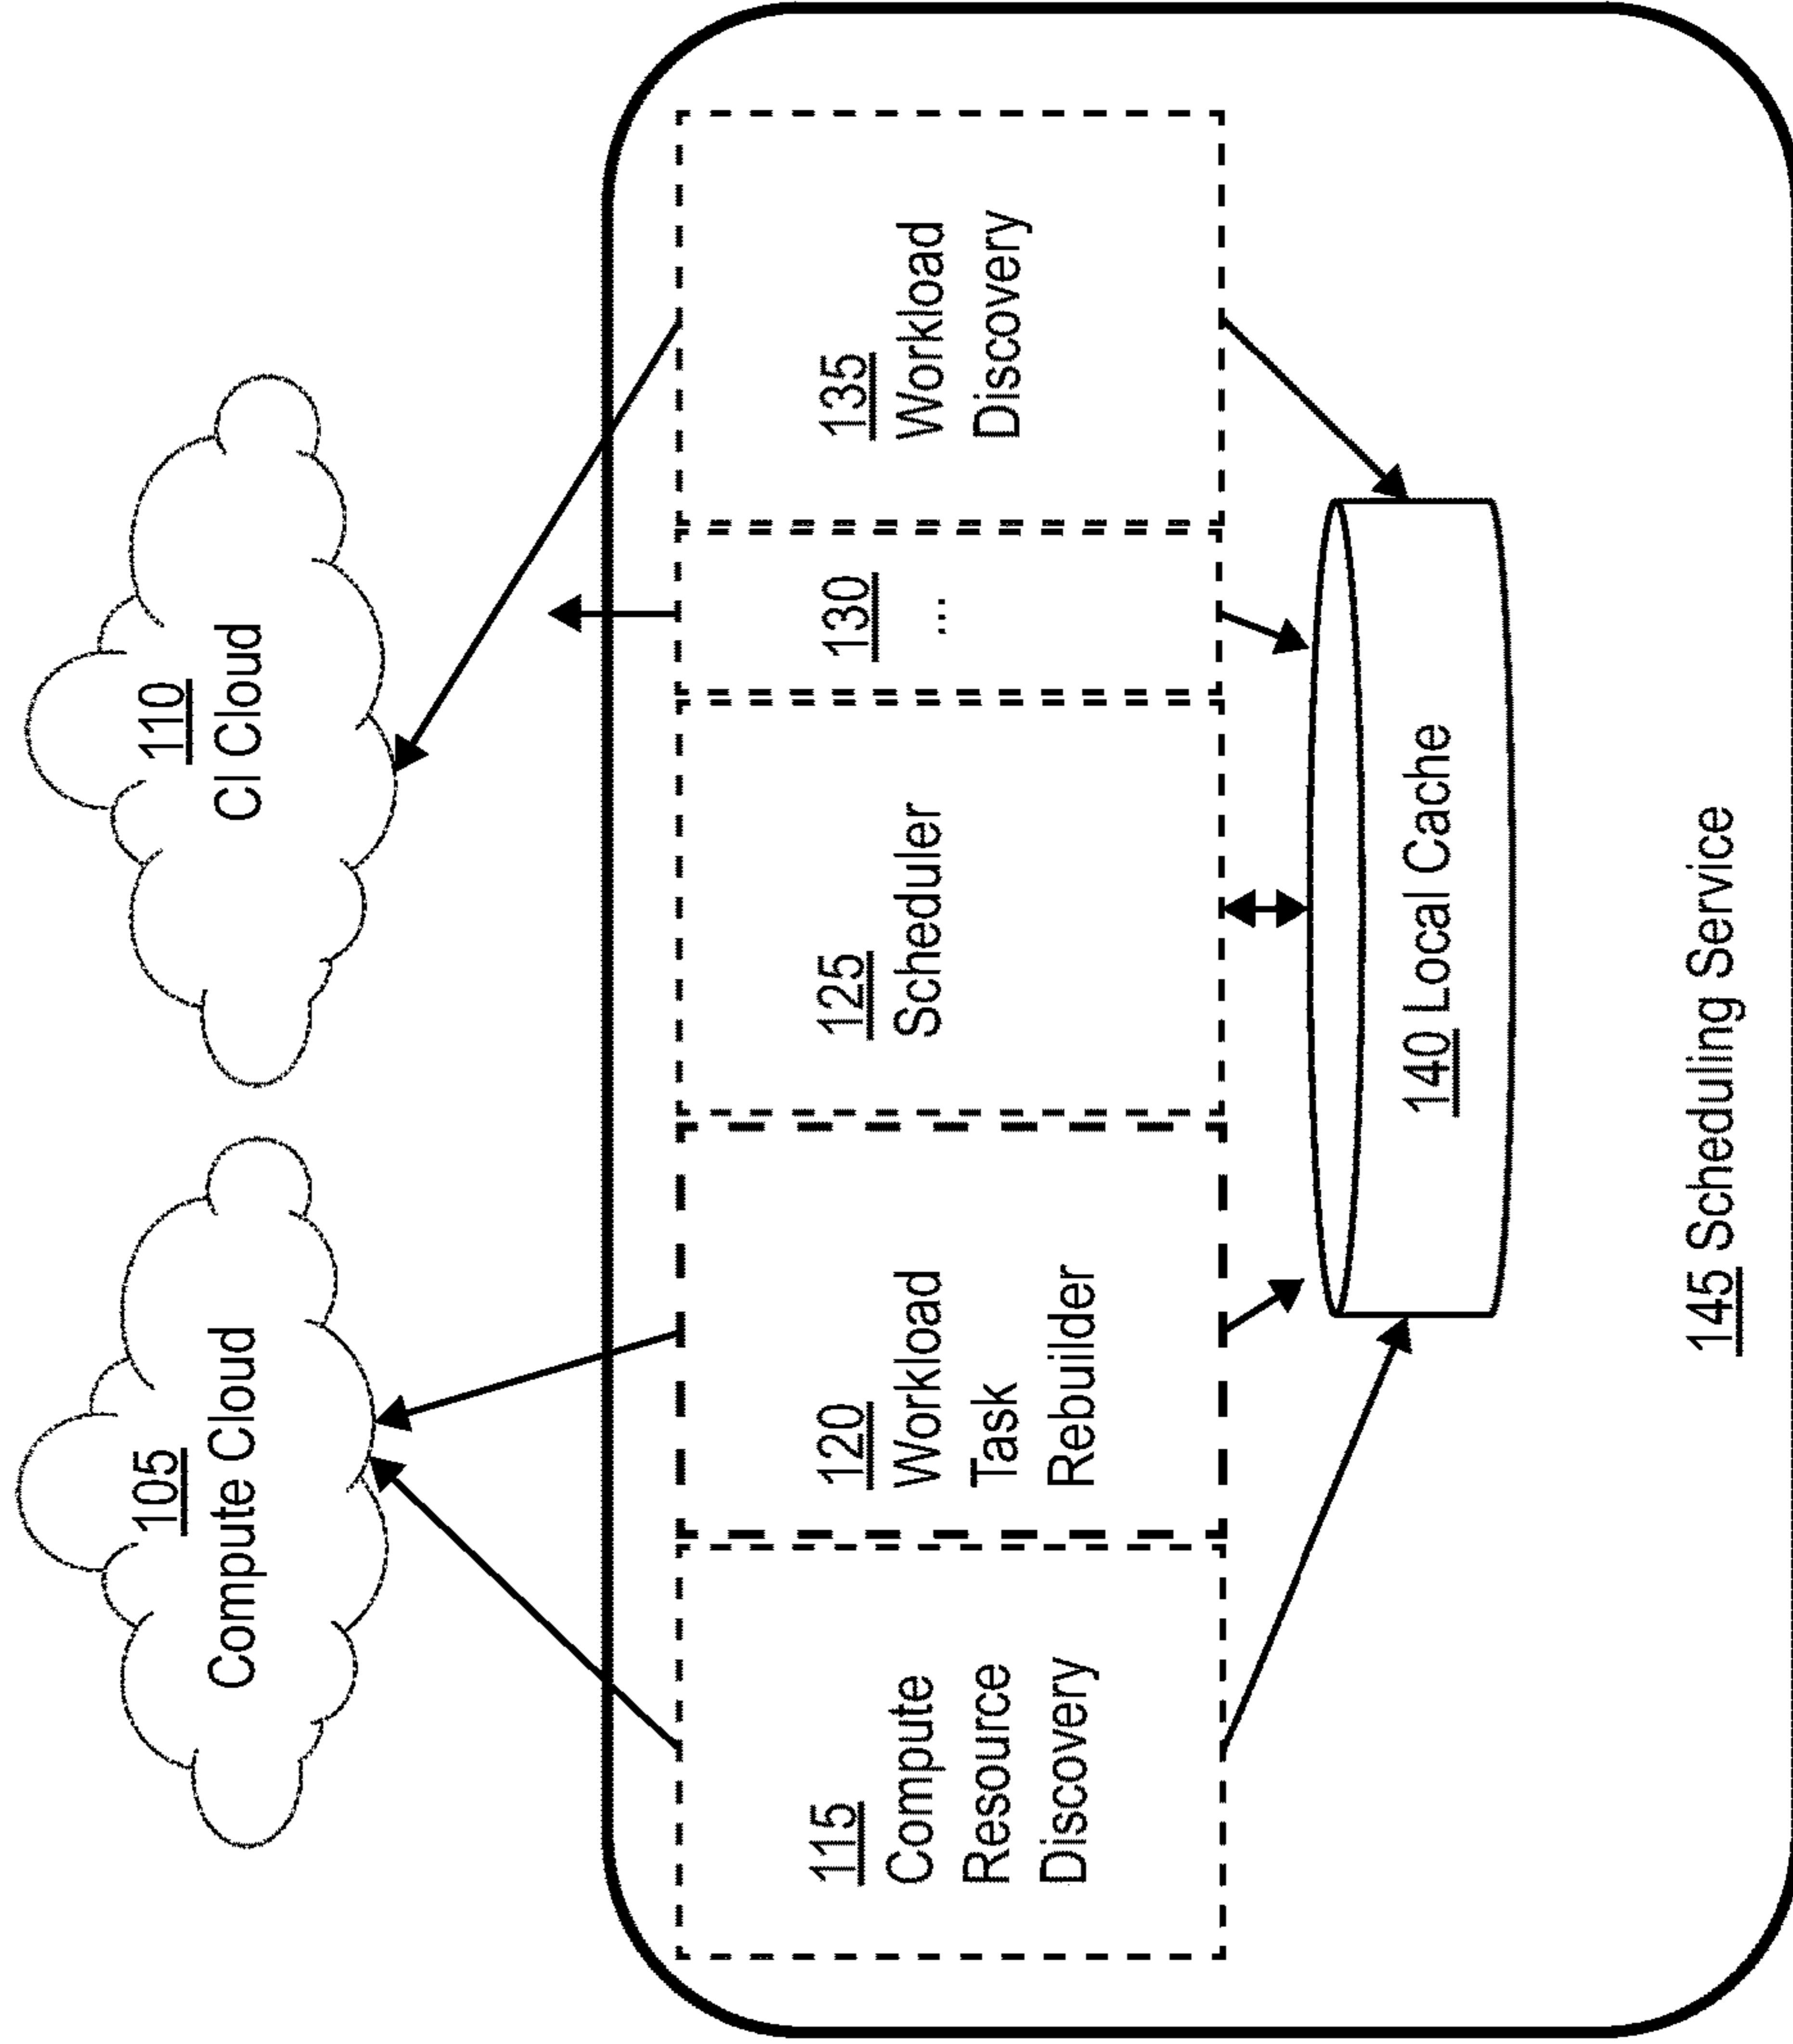 105
Compute Cloud
110
CI Cloud
115
Compute
Resource
Discovery
120
Workload
Task
Rebuilder
125
Scheduler
130
...
135
Workload
Discovery
140 Local Cache
145 Scheduling Service